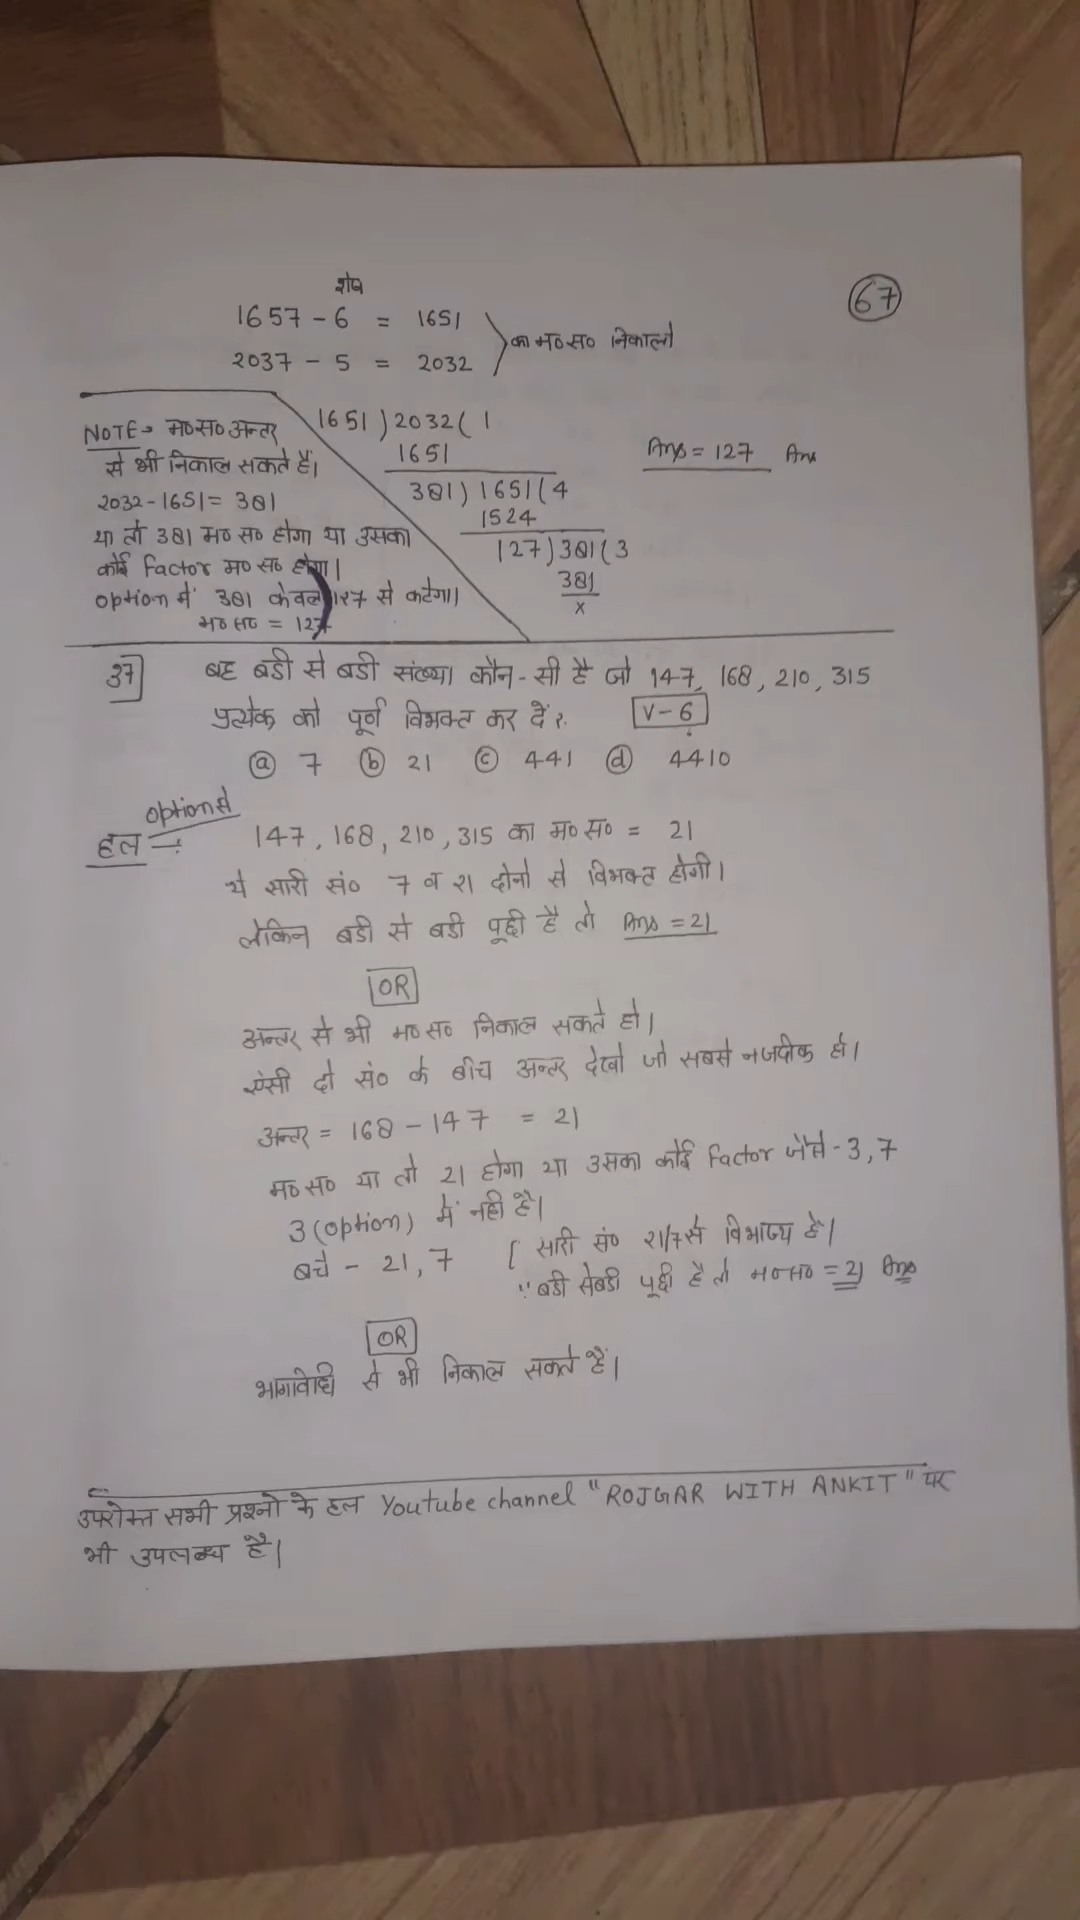 67
शेष
1657 - 6 = 1651
2037 - 5 = 2032
का म०स० निकालो
NOTE→ म०स० अन्तर
से भी निकाल सकते हैं।
2032-1651= 381
या तो 381 म० स० होगा या उसका
कोई Factor म० स० होगा।
option में 381 केवल 127 से कटेगा।
म० स० = 127
1651 ) 2032 ( 1
1651
381 ) 1651 ( 4
1524
127 ) 381 ( 3
381
x
Ans = 127 Ans
37] वह बडी से बडी संख्या कौन-सी है जो 147, 168, 210, 315
प्रत्येक को पूर्ण विभक्त कर दें?. V-6
ⓐ 7 ⓑ 21 ⓒ 441 ⓓ 4410
option से
हल →: 147, 168, 210, 315 का म० स० = 21
ये सारी सं० 7 व 21 दोनो से विभक्त होगी।
लेकिन बडी से बडी पूछी है तो Ans = 21
OR
अन्तर से भी म० स० निकाल सकते हो।
ऐसी दो सं० के बीच अन्तर देखो जो सबसे नजदीक हो।
अन्तर = 168 - 147 = 21
म० स० या तो 21 होगा या उसका कोई Factor जैसे - 3, 7
3 (option) में नहीं है।
बचे - 21, 7 [ सारी सं० 21/7 से विभाज्य हैं।
∵ बडी से बडी पूछी है तो म० स० = 21 Ans
OR
भागविधि से भी निकाल सकते हैं।
उपरोक्त सभी प्रश्नो के हल Youtube channel "ROJGAR WITH ANKIT" पर
भी उपलब्ध है।